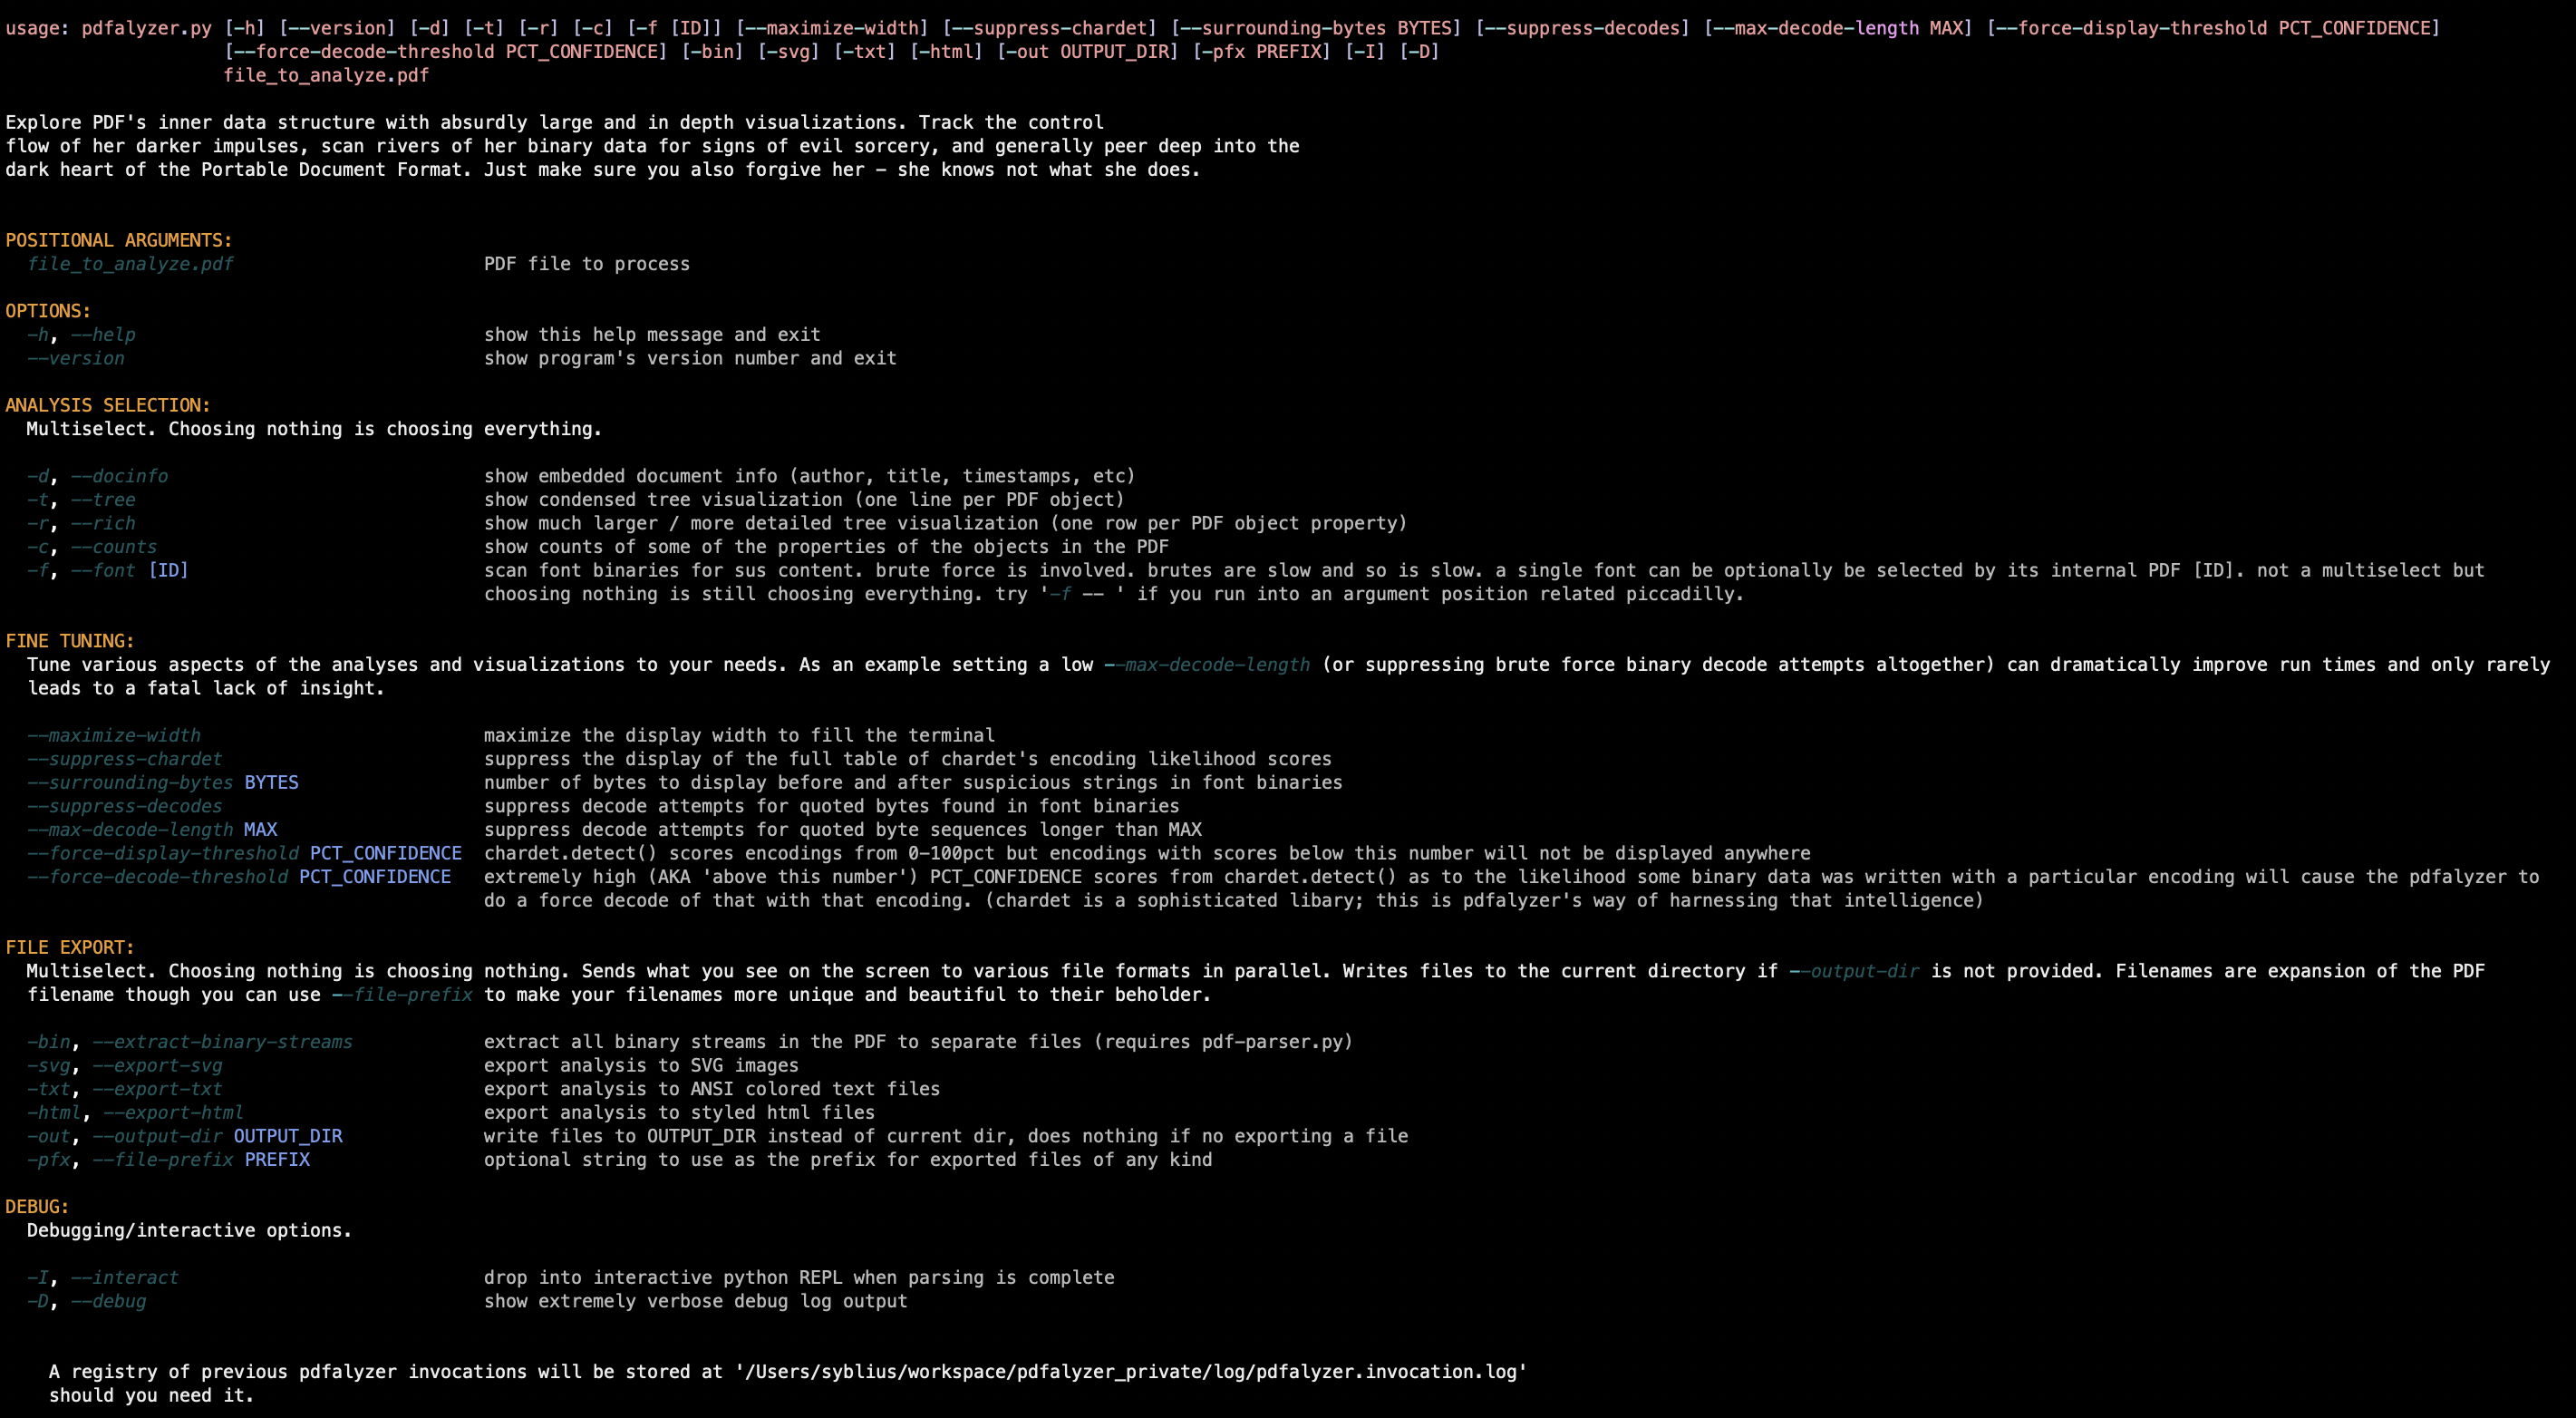 usage: pdfalyzer.py [-h] [--version] [-d] [-t] [-r] [-c] [-f [ID]] [--maximize-width] [--suppress-chardet] [--surrounding-bytes BYTES] [--suppress-decodes] [--max-decode-length MAX] [--force-display-threshold PCT_CONFIDENCE]
[--force-decode-threshold PCT_CONFIDENCE] [-bin] [-svg] [-txt] [-html] [-out OUTPUT_DIR] [-pfx PREFIX] [-I] [-D]
file_to_analyze.pdf
Explore PDF's inner data structure with absurdly large and in depth visualizations. Track the control
flow of her darker impulses, scan rivers of her binary data for signs of evil sorcery, and generally peer deep into the
dark heart of the Portable Document Format. Just make sure you also forgive her - she knows not what she does.
POSITIONAL ARGUMENTS:
file_to_analyze.pdf PDF file to process
OPTIONS:
-h, --help show this help message and exit
--version show program's version number and exit
ANALYSIS SELECTION:
Multiselect. Choosing nothing is choosing everything.
-d, --docinfo show embedded document info (author, title, timestamps, etc)
-t, --tree show condensed tree visualization (one line per PDF object)
-r, --rich show much larger / more detailed tree visualization (one row per PDF object property)
-c, --counts show counts of some of the properties of the objects in the PDF
-f, --font [ID] scan font binaries for sus content. brute force is involved. brutes are slow and so is slow. a single font can be optionally be selected by its internal PDF [ID]. not a multiselect but
choosing nothing is still choosing everything. try '-f -- ' if you run into an argument position related piccadilly.
FINE TUNING:
Tune various aspects of the analyses and visualizations to your needs. As an example setting a low --max-decode-length (or suppressing brute force binary decode attempts altogether) can dramatically improve run times and only rarely
leads to a fatal lack of insight.
--maximize-width maximize the display width to fill the terminal
--suppress-chardet suppress the display of the full table of chardet's encoding likelihood scores
--surrounding-bytes BYTES number of bytes to display before and after suspicious strings in font binaries
--suppress-decodes suppress decode attempts for quoted bytes found in font binaries
--max-decode-length MAX suppress decode attempts for quoted byte sequences longer than MAX
--force-display-threshold PCT_CONFIDENCE chardet.detect() scores encodings from 0-100pct but encodings with scores below this number will not be displayed anywhere
--force-decode-threshold PCT_CONFIDENCE extremely high (AKA 'above this number') PCT_CONFIDENCE scores from chardet.detect() as to the likelihood some binary data was written with a particular encoding will cause the pdfalyzer to
do a force decode of that with that encoding. (chardet is a sophisticated libary; this is pdfalyzer's way of harnessing that intelligence)
FILE EXPORT:
Multiselect. Choosing nothing is choosing nothing. Sends what you see on the screen to various file formats in parallel. Writes files to the current directory if --output-dir is not provided. Filenames are expansion of the PDF
filename though you can use --file-prefix to make your filenames more unique and beautiful to their beholder.
-bin, --extract-binary-streams extract all binary streams in the PDF to separate files (requires pdf-parser.py)
-svg, --export-svg export analysis to SVG images
-txt, --export-txt export analysis to ANSI colored text files
-html, --export-html export analysis to styled html files
-out, --output-dir OUTPUT_DIR write files to OUTPUT_DIR instead of current dir, does nothing if no exporting a file
-pfx, --file-prefix PREFIX optional string to use as the prefix for exported files of any kind
DEBUG:
Debugging/interactive options.
-I, --interact drop into interactive python REPL when parsing is complete
-D, --debug show extremely verbose debug log output
A registry of previous pdfalyzer invocations will be stored at '/Users/syblius/workspace/pdfalyzer_private/log/pdfalyzer.invocation.log'
should you need it.